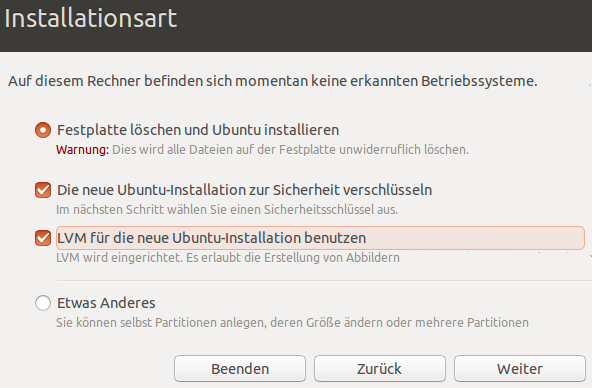 Installationsart
Auf diesem Rechner befinden sich momentan keine erkannten Betriebssysteme.
Festplatte löschen und Ubuntu installieren
Warnung: Dies wird alle Dateien auf der Festplatte unwiderruflich löschen.
Die neue Ubuntu-Installation zur Sicherheit verschlüsseln
Im nächsten Schritt wählen Sie einen Sicherheitsschlüssel aus.
LVM für die neue Ubuntu-Installation benutzen
LVM wird eingerichtet. Es erlaubt die Erstellung von Abbildern
Etwas Anderes
Sie können selbst Partitionen anlegen, deren Größe ändern oder mehrere Partitionen
Beenden Zurück Weiter